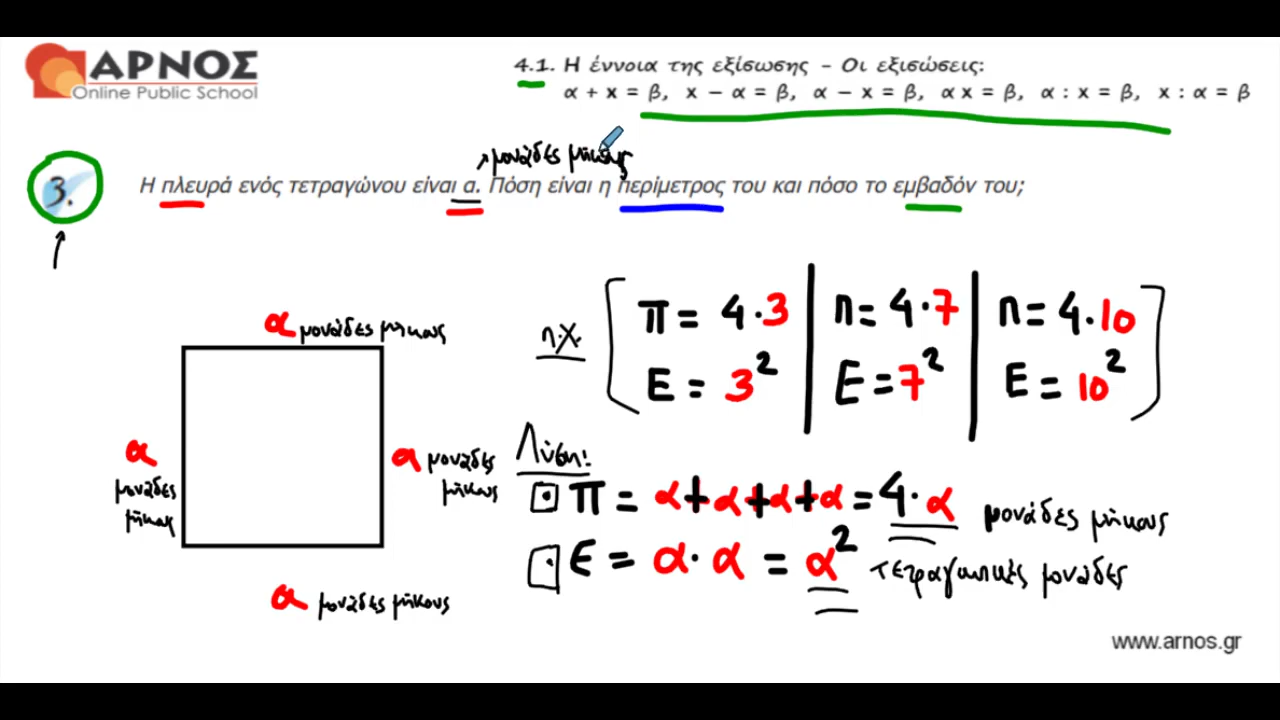 ΑΡΝΟΣ
Online Public School
4.1. Η έννοια της εξίσωσης - Οι εξισώσεις:
α + x = β, x - α = β, α - x = β, αx = β, α : x = β, x : α = β
μονάδες μήκους
3.
Η πλευρά ενός τετραγώνου είναι α. Πόση είναι η περίμετρος του και πόσο το εμβαδόν του;
π.χ.
Π = 4·3 | Π = 4·7 | Π = 4·10
Ε = 3² | Ε = 7² | Ε = 10²
α μονάδες μήκους
α μονάδες μήκους
α μονάδες μήκους
α μονάδες μήκους
Λύση:
Π = α+α+α+α = 4·α μονάδες μήκους
Ε = α·α = α² τετραγωνικές μονάδες
www.arnos.gr